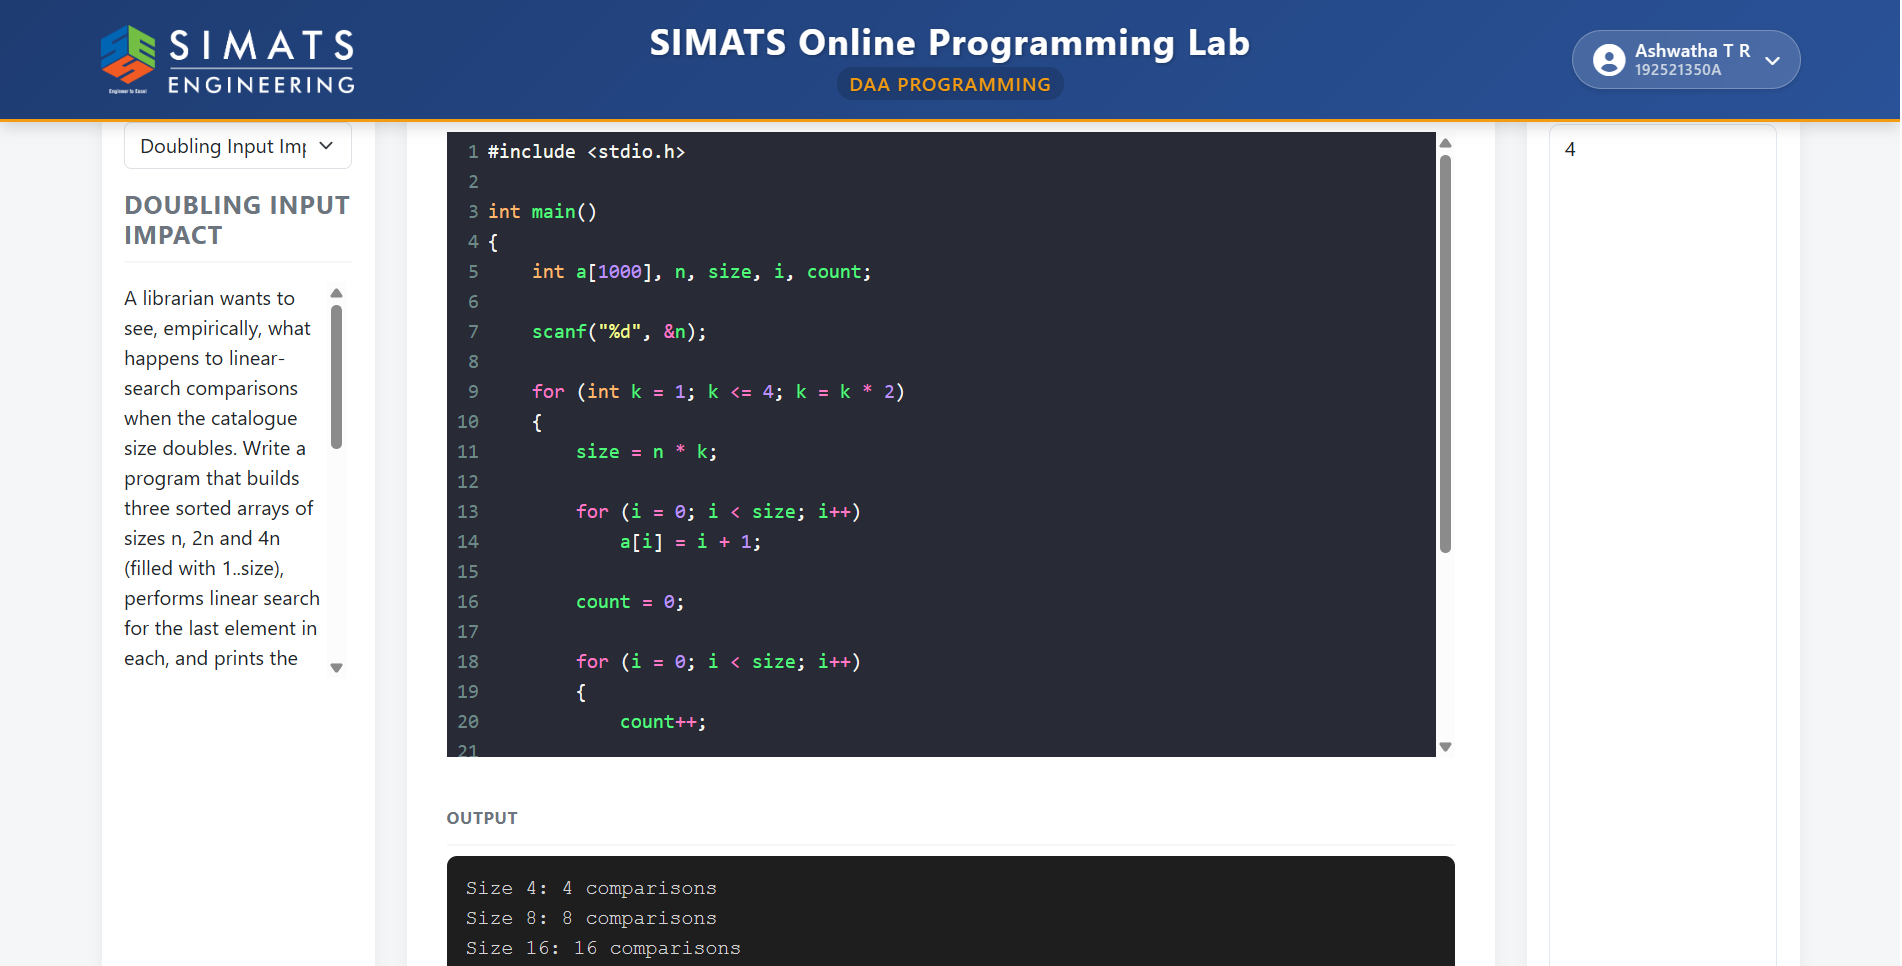 SIMATS
ENGINEERING
Engineer to Excel
SIMATS Online Programming Lab
DAA PROGRAMMING
Ashwatha T R
192521350A
Doubling Input Imp
DOUBLING INPUT
IMPACT
A librarian wants to
see, empirically, what
happens to linear-
search comparisons
when the catalogue
size doubles. Write a
program that builds
three sorted arrays of
sizes n, 2n and 4n
(filled with 1..size),
performs linear search
for the last element in
each, and prints the
1 #include <stdio.h>
2
3 int main()
4 {
5     int a[1000], n, size, i, count;
6
7     scanf("%d", &n);
8
9     for (int k = 1; k <= 4; k = k * 2)
10     {
11         size = n * k;
12
13         for (i = 0; i < size; i++)
14             a[i] = i + 1;
15
16         count = 0;
17
18         for (i = 0; i < size; i++)
19         {
20             count++;
21
OUTPUT
Size 4: 4 comparisons
Size 8: 8 comparisons
Size 16: 16 comparisons
4